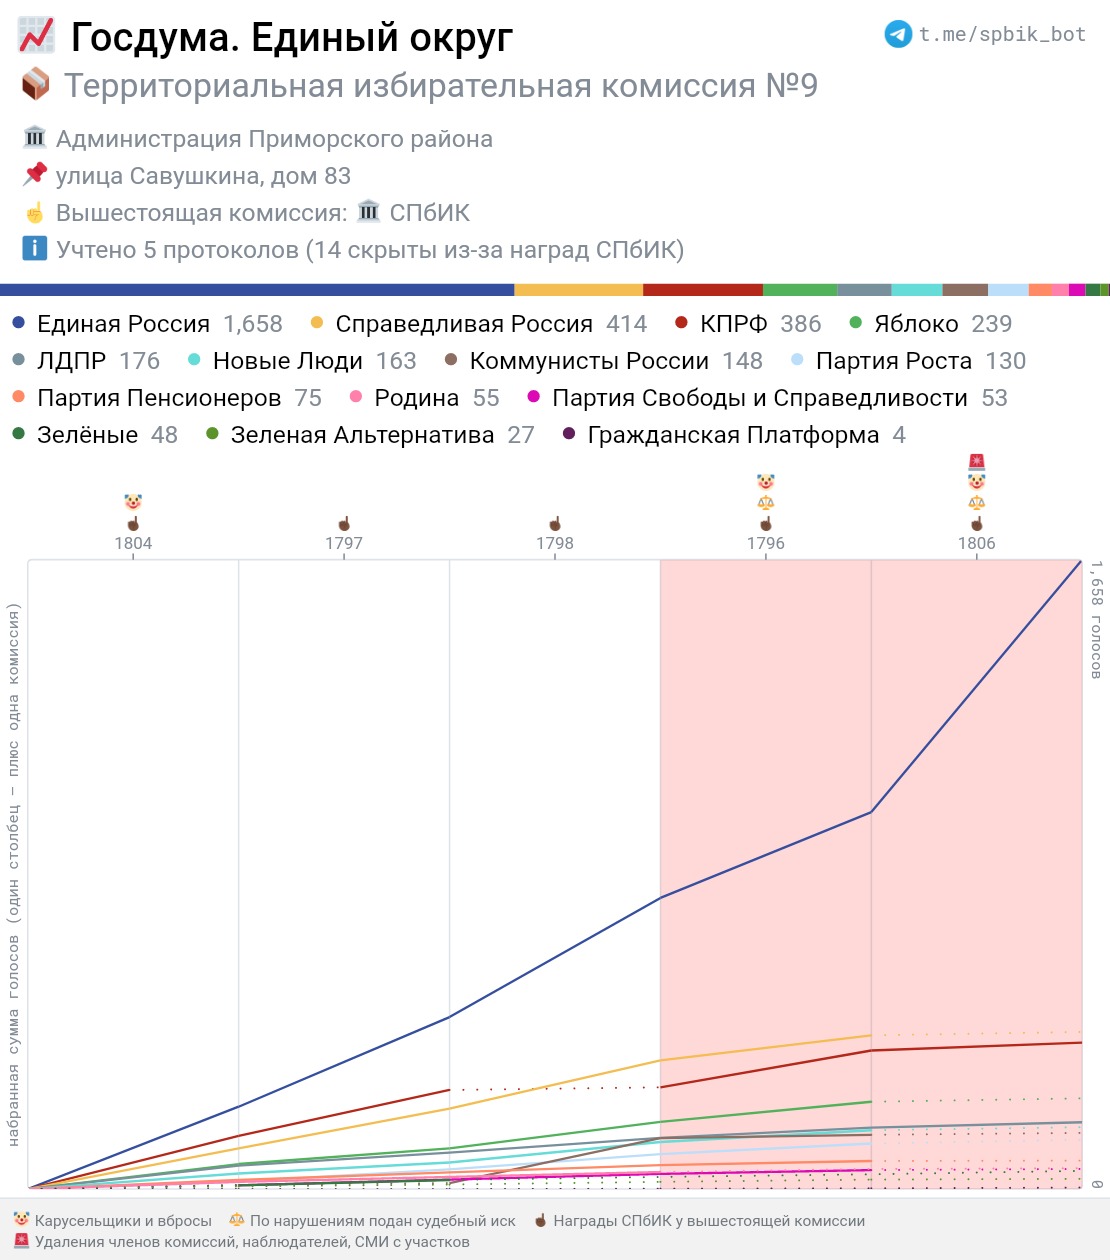 Госдума. Единый округ
t.me/spbik_bot
Территориальная избирательная комиссия №9
Администрация Приморского района
улица Савушкина, дом 83
Вышестоящая комиссия: СПбИК
Учтено 5 протоколов (14 скрыты из-за наград СПбИК)
Единая Россия 1,658 Справедливая Россия 414 КПРФ 386 Яблоко 239
ЛДПР 176 Новые Люди 163 Коммунисты России 148 Партия Роста 130
Партия Пенсионеров 75 Родина 55 Партия Свободы и Справедливости 53
Зелёные 48 Зеленая Альтернатива 27 Гражданская Платформа 4
1804 1797 1798 1796 1806
набранная сумма голосов (один столбец – плюс одна комиссия)
1,658 голосов
0
Карусельщики и вбросы По нарушениям подан судебный иск Награды СПбИК у вышестоящей комиссии
Удаления членов комиссий, наблюдателей, СМИ с участков